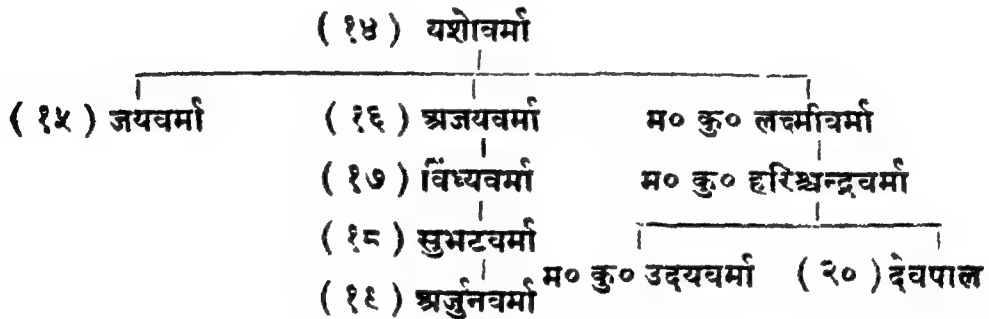 ( १४ ) यशोवर्मा
( १५ ) जयवर्मा ( १६ ) अजयवर्मा म० कु० लक्ष्मीवर्मा
( १७ ) विंध्यवर्मा म० कु० हरिश्चन्द्रवर्मा
( १८ ) सुभटवर्मा
म० कु० उदयवर्मा ( २० ) देवपाल
( १९ ) अर्जुनवर्मा